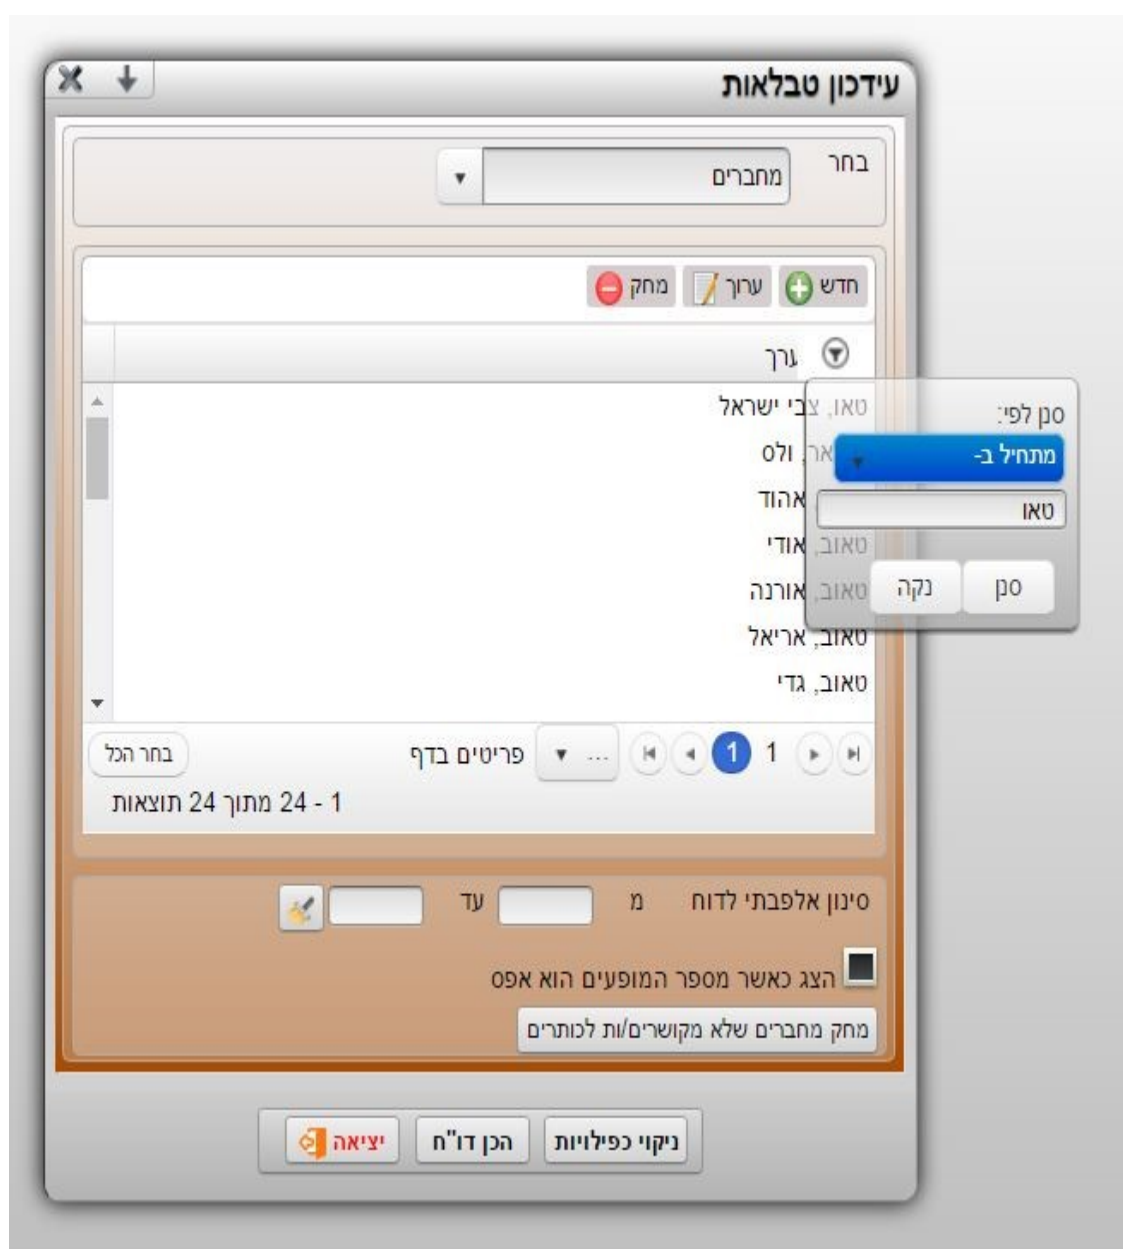 עידכון טבלאות
בחר
מחברים
חדש ערוך מחק
ערך
טאו, צבי ישראל
אר, ולס
אהוד
טאוב, אודי
טאוב, אורנה
טאוב, אריאל
טאוב, גדי
סנן לפי:
מתחיל ב-
טאו
סנן נקה
1 1 ... פריטים בדף בחר הכל
1 - 24 מתוך 24 תוצאות
סינון אלפבתי לדוח מ עד
הצג כאשר מספר המופעים הוא אפס
מחק מחברים שלא מקושרים/ות לכותרים
ניקוי כפילויות הכן דו"ח יציאה